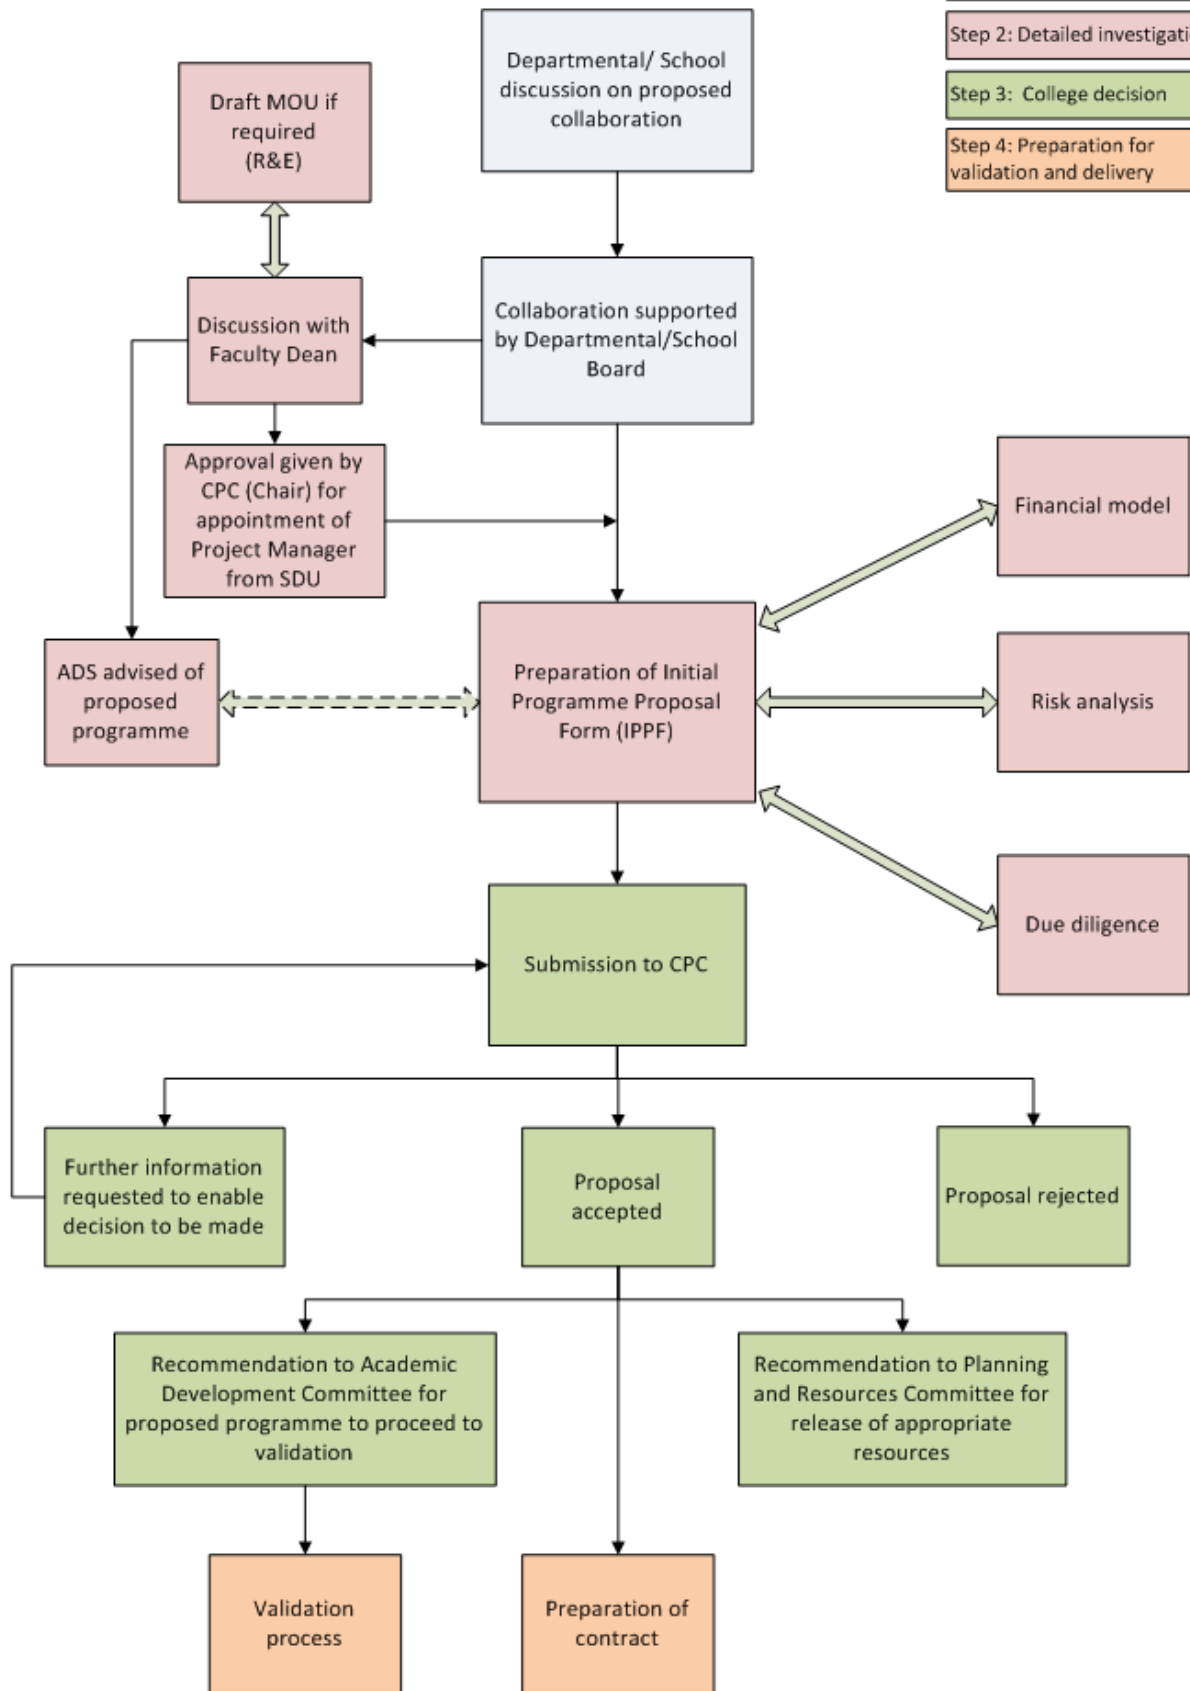 Step 2: Detailed investigati
Departmental/ School
discussion on proposed
collaboration
Draft MOU if
required
(R&E)
Step 3:  College decision
Step 4: Preparation for
validation and delivery
Discussion with
Faculty Dean
Collaboration supported
by Departmental/School
Board
Approval given by
CPC (Chair) for
appointment of
Project Manager
from SDU
Financial model
ADS advised of
proposed
programme
Preparation of Initial
Programme Proposal
Form (IPPF)
Risk analysis
Submission to CPC
Due diligence
Further information
requested to enable
decision to be made
Proposal
accepted
Proposal rejected
Recommendation to Academic
Development Committee for
proposed programme to proceed to
validation
Recommendation to Planning
and Resources Committee for
release of appropriate
resources
Validation
process
Preparation of
contract